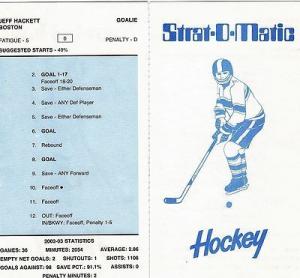 JEFF HACKETT GOALIE
BOSTON
FATIGUE - 5 0 PENALTY - D
SUGGESTED STARTS - 40%
2. GOAL 1-17
Faceoff 18-20
3. Save - Either Defenseman
4. Save - ANY Def Player
5. Save - Either Defenseman
6. GOAL
7. Rebound
8. GOAL
9. Save - ANY Forward
10. Faceoff
11. Faceoff
12. OUT: Faceoff
IN/BKWY: Faceoff, Penalty 1-5
2002-03 STATISTICS
GAMES: 36 MINUTES: 2054 AVERAGE: 2.86
EMPTY NET GOALS: 2 SHUTOUTS: 1 SHOTS: 1106
GOALS AGAINST: 98 SAVE PCT.: 91.1% ASSISTS: 0
PENALTY MINUTES: 2
Strat-O-Matic
Hockey